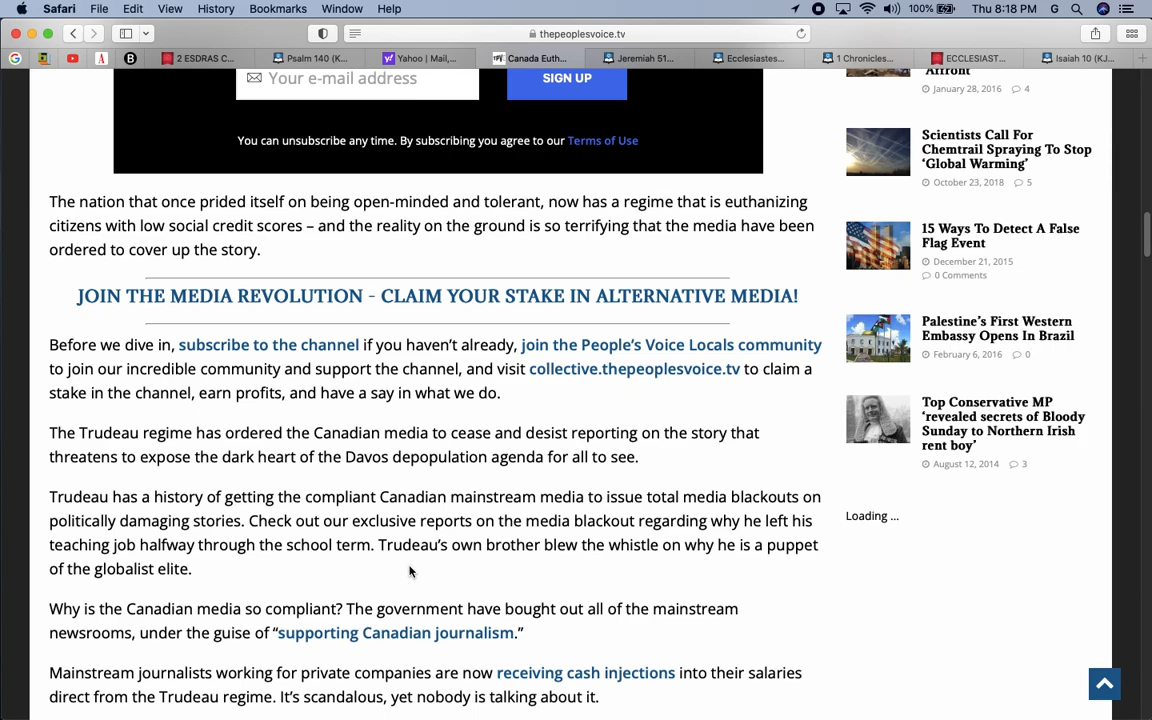 Safari File Edit View History Bookmarks Window Help 100% Thu 8:18 PM G
thepeoplesvoice.tv
2 ESDRAS C... Psalm 140 (K... Yahoo | Mail,... Canada Euth... Jeremiah 51... Ecclesiastes... 1 Chronicles... ECCLESIAST... Isaiah 10 (KJ...
Your e-mail address SIGN UP
You can unsubscribe any time. By subscribing you agree to our Terms of Use
The nation that once prided itself on being open-minded and tolerant, now has a regime that is euthanizing
citizens with low social credit scores – and the reality on the ground is so terrifying that the media have been
ordered to cover up the story.
JOIN THE MEDIA REVOLUTION - CLAIM YOUR STAKE IN ALTERNATIVE MEDIA!
Before we dive in, subscribe to the channel if you haven't already, join the People's Voice Locals community
to join our incredible community and support the channel, and visit collective.thepeoplesvoice.tv to claim a
stake in the channel, earn profits, and have a say in what we do.
The Trudeau regime has ordered the Canadian media to cease and desist reporting on the story that
threatens to expose the dark heart of the Davos depopulation agenda for all to see.
Trudeau has a history of getting the compliant Canadian mainstream media to issue total media blackouts on
politically damaging stories. Check out our exclusive reports on the media blackout regarding why he left his
teaching job halfway through the school term. Trudeau's own brother blew the whistle on why he is a puppet
of the globalist elite.
Why is the Canadian media so compliant? The government have bought out all of the mainstream
newsrooms, under the guise of “supporting Canadian journalism.”
Mainstream journalists working for private companies are now receiving cash injections into their salaries
direct from the Trudeau regime. It's scandalous, yet nobody is talking about it.
Affront
January 28, 2016 4
Scientists Call For
Chemtrail Spraying To Stop
‘Global Warming’
October 23, 2018 5
15 Ways To Detect A False
Flag Event
December 21, 2015
0 Comments
Palestine's First Western
Embassy Opens In Brazil
February 6, 2016 0
Top Conservative MP
‘revealed secrets of Bloody
Sunday to Northern Irish
rent boy’
August 12, 2014 3
Loading ...